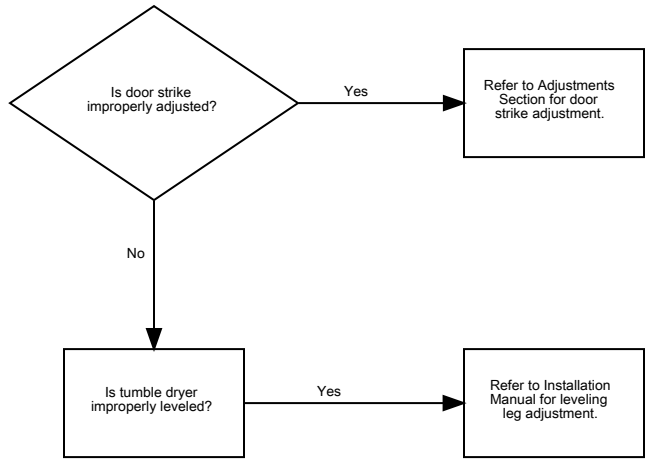 Is door strike
improperly adjusted?
Yes
Refer to Adjustments
Section for door
strike adjustment.
No
Is tumble dryer
improperly leveled?
Yes
Refer to Installation
Manual for leveling
leg adjustment.